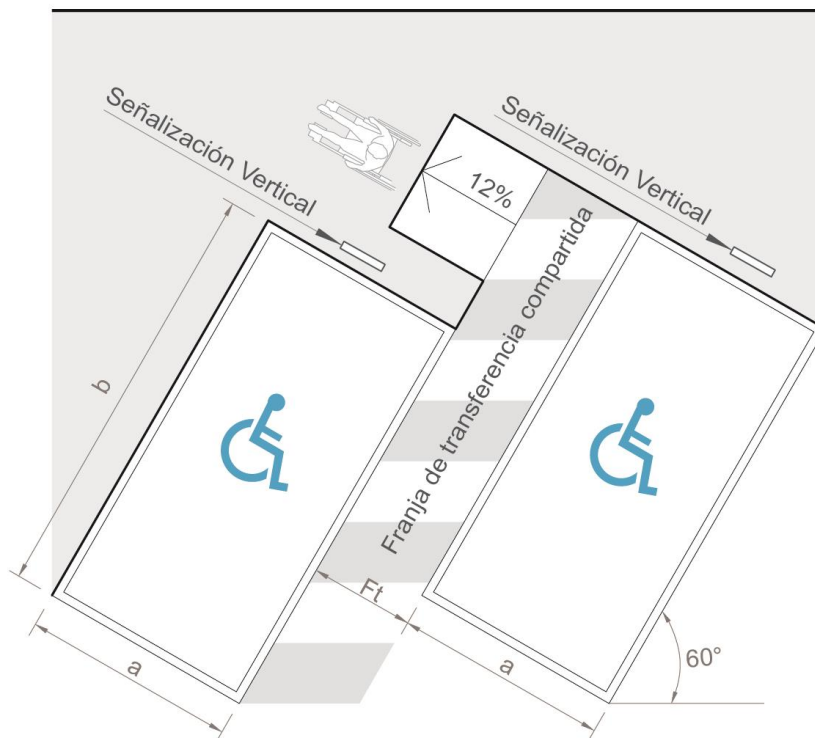 Señalización Vertical
Señalización Vertical
12%
Franja de transferencia compartida
b
Ft
a
a
60°